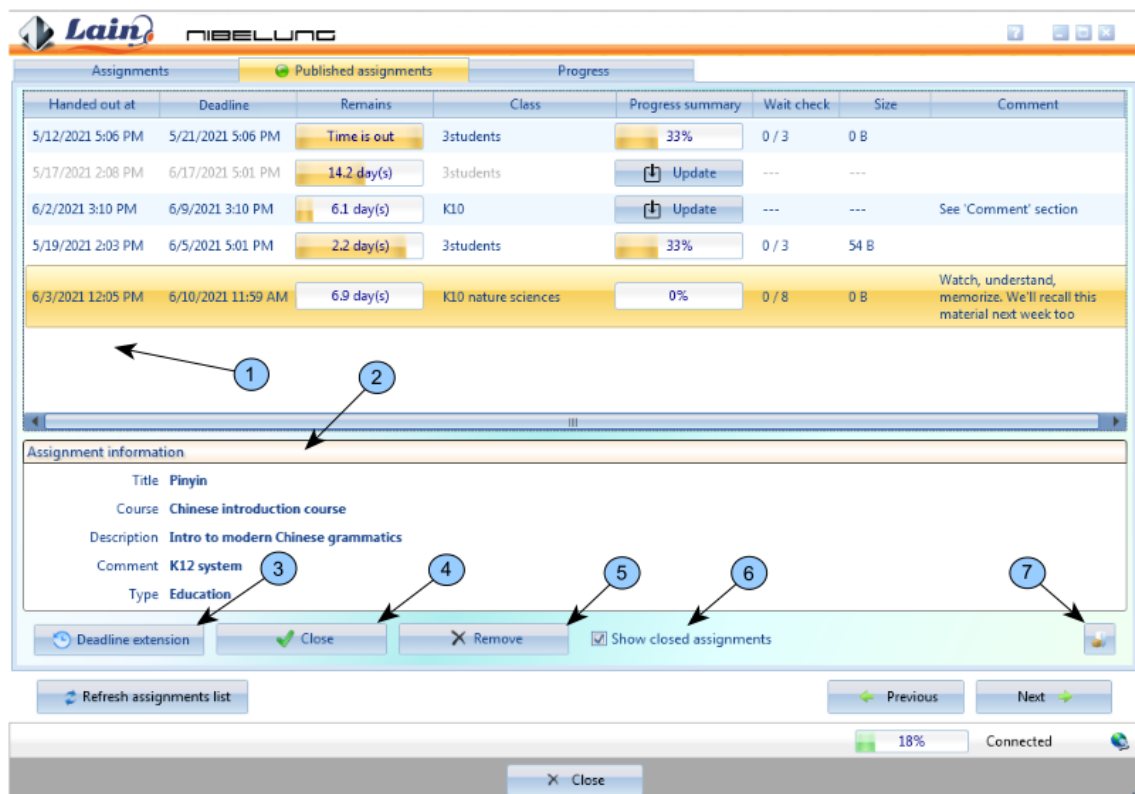 Lain NIBELUNG
?
Assignments Published assignments Progress
Handed out at Deadline Remains Class Progress summary Wait check Size Comment
5/12/2021 5:06 PM 5/21/2021 5:06 PM Time is out 3students 33% 0 / 3 0 B
5/17/2021 2:08 PM 6/17/2021 5:01 PM 14.2 day(s) 3students Update --- ---
6/2/2021 3:10 PM 6/9/2021 3:10 PM 6.1 day(s) K10 Update --- --- See 'Comment' section
5/19/2021 2:03 PM 6/5/2021 5:01 PM 2.2 day(s) 3students 33% 0 / 3 54 B
6/3/2021 12:05 PM 6/10/2021 11:59 AM 6.9 day(s) K10 nature sciences 0% 0 / 8 0 B Watch, understand,
memorize. We'll recall this
material next week too
1
2
Assignment information
Title Pinyin
Course Chinese introduction course
Description Intro to modern Chinese grammatics
Comment K12 system
Type Education
3
4
5
6
7
Deadline extension Close Remove Show closed assignments
Refresh assignments list Previous Next
18% Connected
Close